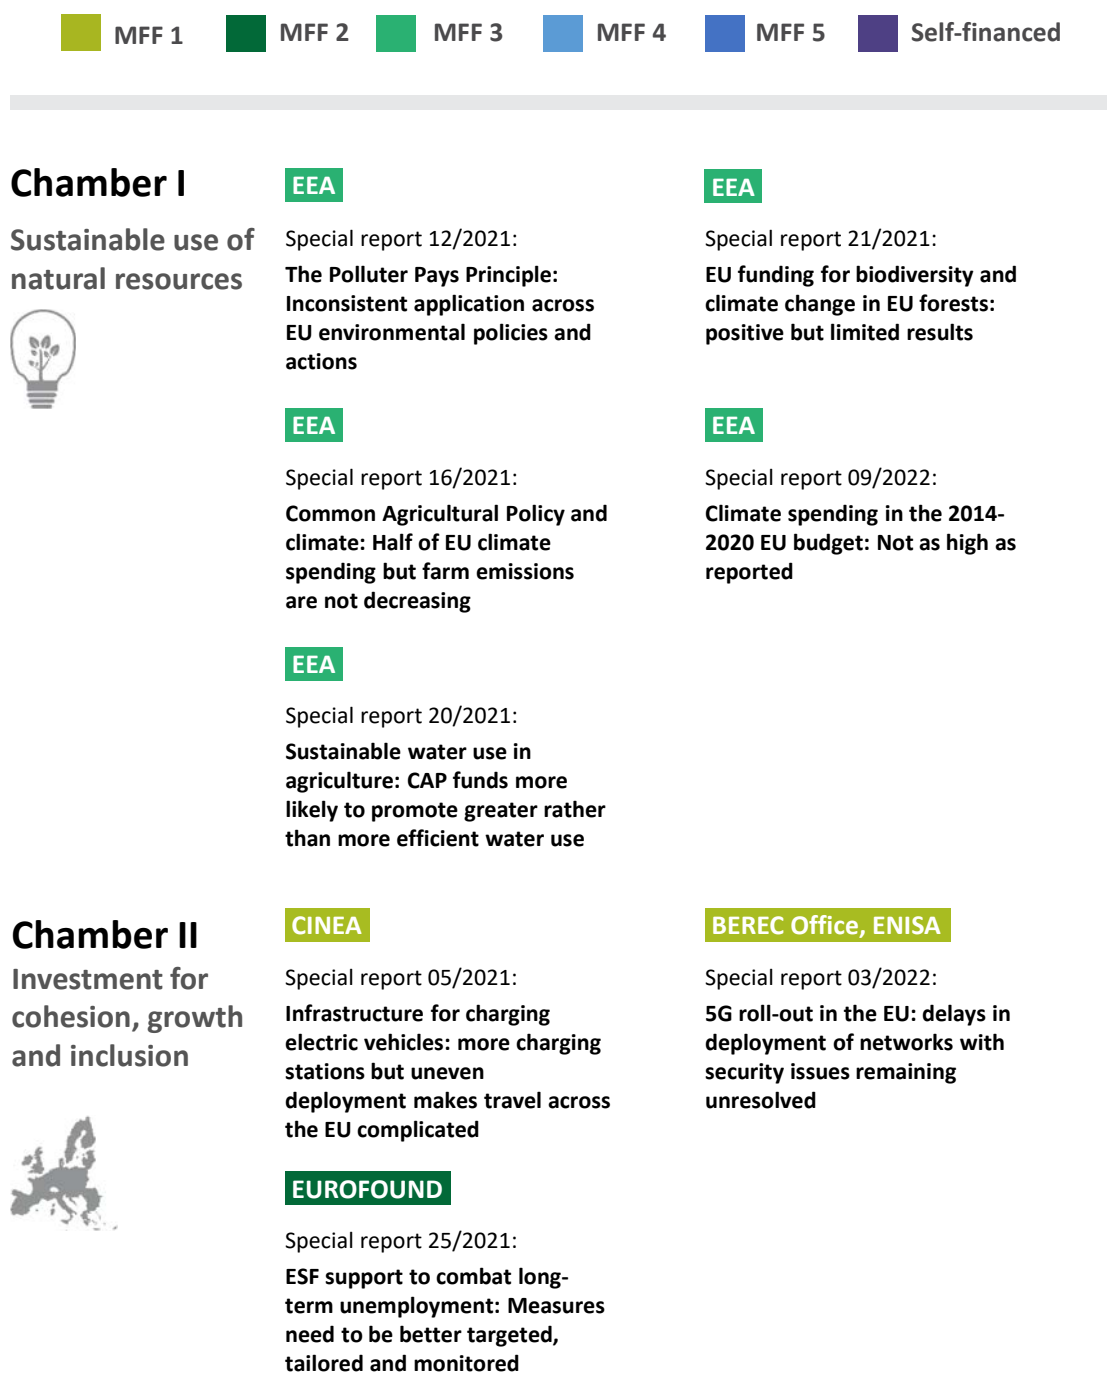 MFF 1 MFF 2 MFF 3 MFF 4 MFF 5 Self-financed
Chamber I
Sustainable use of
natural resources
EEA
Special report 12/2021:
The Polluter Pays Principle:
Inconsistent application across
EU environmental policies and
actions
EEA
Special report 21/2021:
EU funding for biodiversity and
climate change in EU forests:
positive but limited results
EEA
Special report 16/2021:
Common Agricultural Policy and
climate: Half of EU climate
spending but farm emissions
are not decreasing
EEA
Special report 09/2022:
Climate spending in the 2014-
2020 EU budget: Not as high as
reported
EEA
Special report 20/2021:
Sustainable water use in
agriculture: CAP funds more
likely to promote greater rather
than more efficient water use
Chamber II
Investment for
cohesion, growth
and inclusion
CINEA
Special report 05/2021:
Infrastructure for charging
electric vehicles: more charging
stations but uneven
deployment makes travel across
the EU complicated
BEREC Office, ENISA
Special report 03/2022:
5G roll-out in the EU: delays in
deployment of networks with
security issues remaining
unresolved
EUROFOUND
Special report 25/2021:
ESF support to combat long-
term unemployment: Measures
need to be better targeted,
tailored and monitored